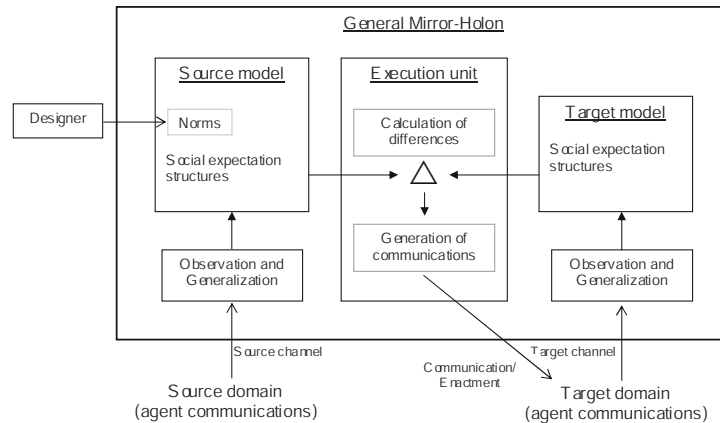 General Mirror-Holon
Source model
Norms
Social expectation
structures
Designer
Execution unit
Calculation of
differences
Generation of
communications
Target model
Social expectation
structures
Observation and
Generalization
Observation and
Generalization
Source channel
Source domain
(agent communications)
Communication/
Enactment
Target channel
Target domain
(agent communications)